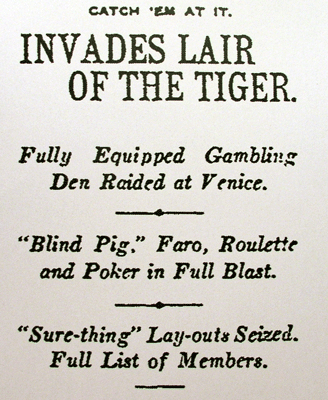 CATCH 'EM AT IT.
INVADES LAIR
OF THE TIGER.
Fully Equipped Gambling
Den Raided at Venice.
"Blind Pig," Faro, Roulette
and Poker in Full Blast.
"Sure-thing" Lay-outs Seized.
Full List of Members.